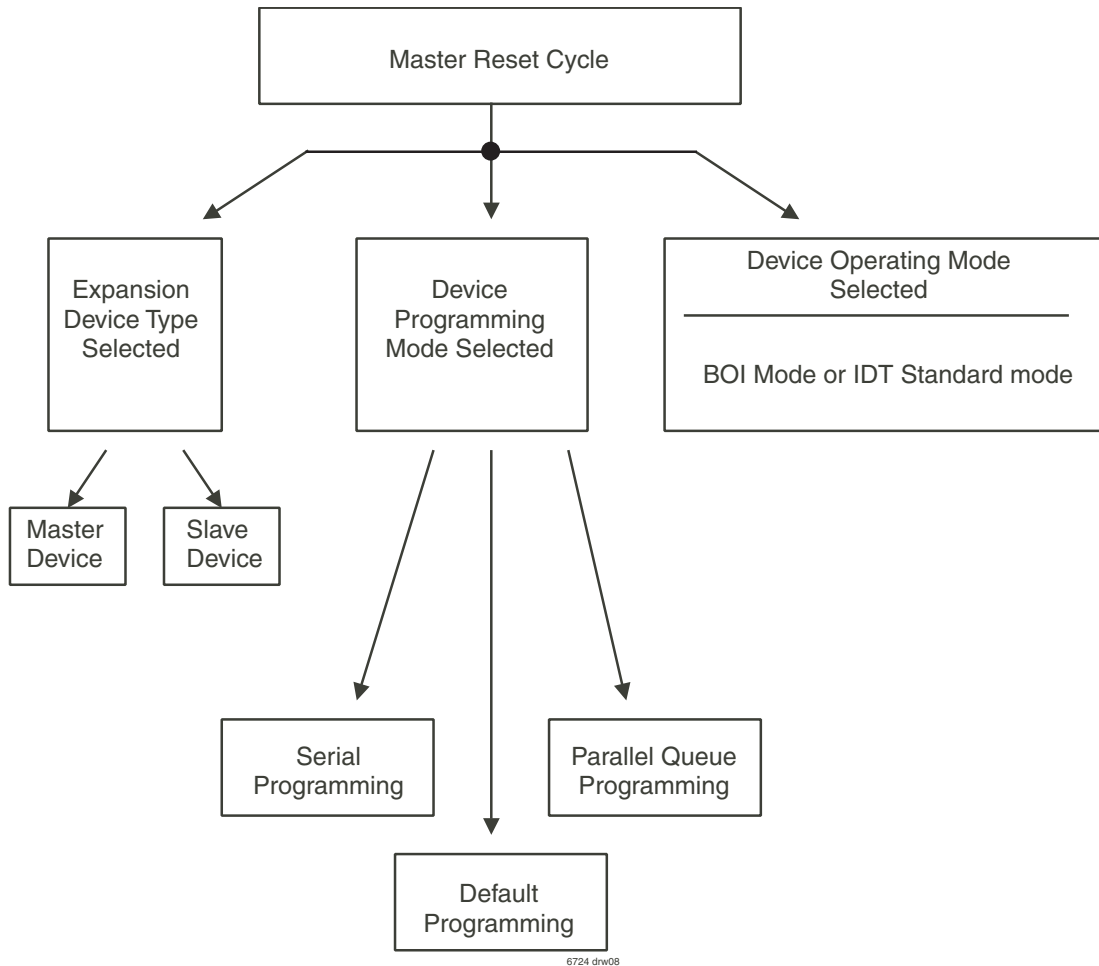 Master Reset Cycle
Expansion
Device Type
Selected
Device
Programming
Mode Selected
Device Operating Mode
Selected
BOI Mode or IDT Standard mode
Master
Device
Slave
Device
Serial
Programming
Parallel Queue
Programming
Default
Programming
6724 drw08